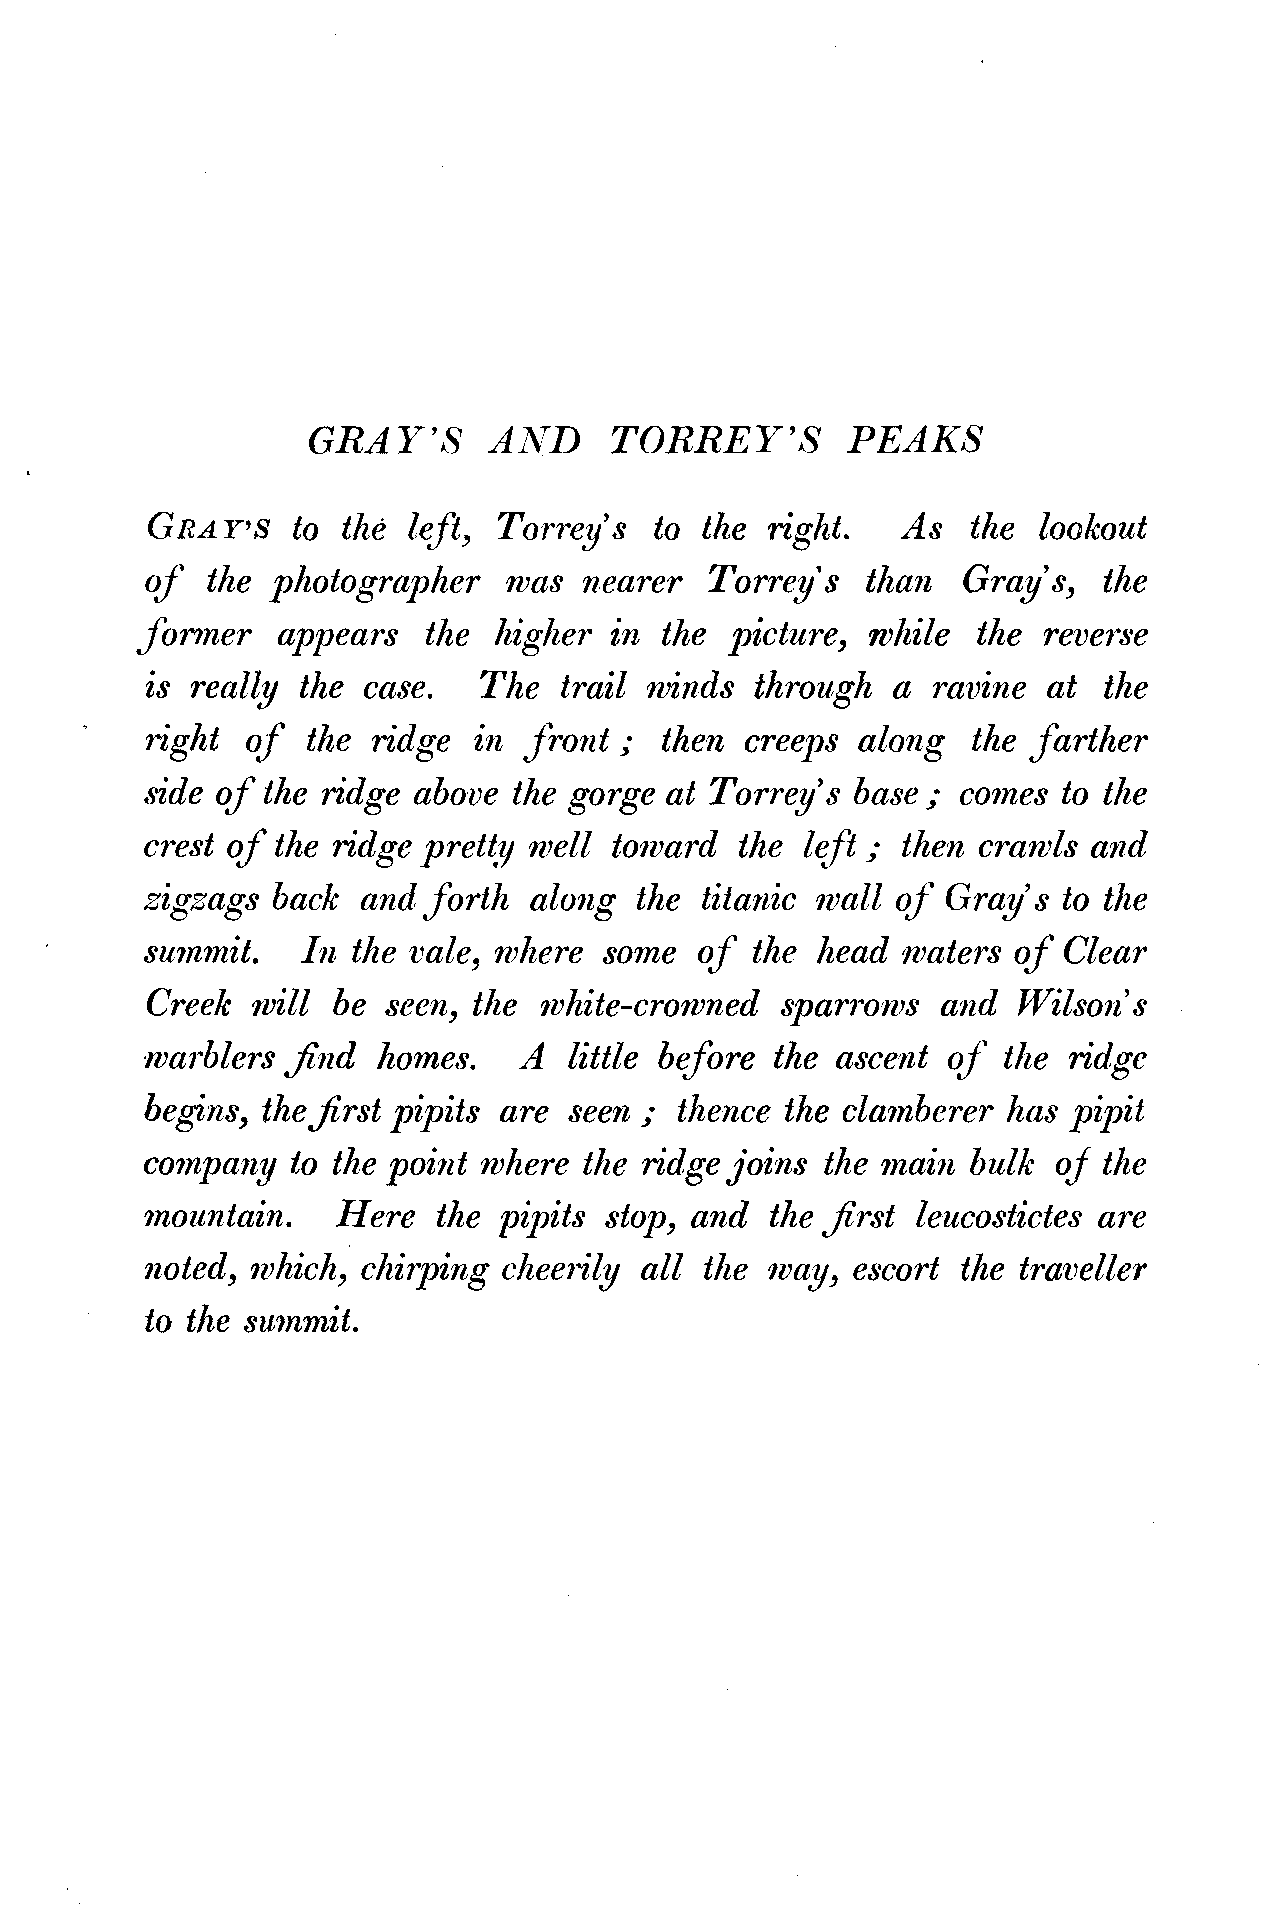 GRAY'S AND TORREY'S PEAKS
GRAY'S to the left, Torrey's to the right. As the lookout
of the photographer was nearer Torrey's than Gray's, the
former appears the higher in the picture, while the reverse
is really the case. The trail winds through a ravine at the
right of the ridge in front; then creeps along the farther
side of the ridge above the gorge at Torrey's base; comes to the
crest of the ridge pretty well toward the left; then crawls and
zigzags back and forth along the titanic wall of Gray's to the
summit. In the vale, where some of the head waters of Clear
Creek will be seen, the white-crowned sparrows and Wilson's
warblers find homes. A little before the ascent of the ridge
begins, the first pipits are seen; thence the clamberer has pipit
company to the point where the ridge joins the main bulk of the
mountain. Here the pipits stop, and the first leucostictes are
noted, which, chirping cheerily all the way, escort the traveller
to the summit.